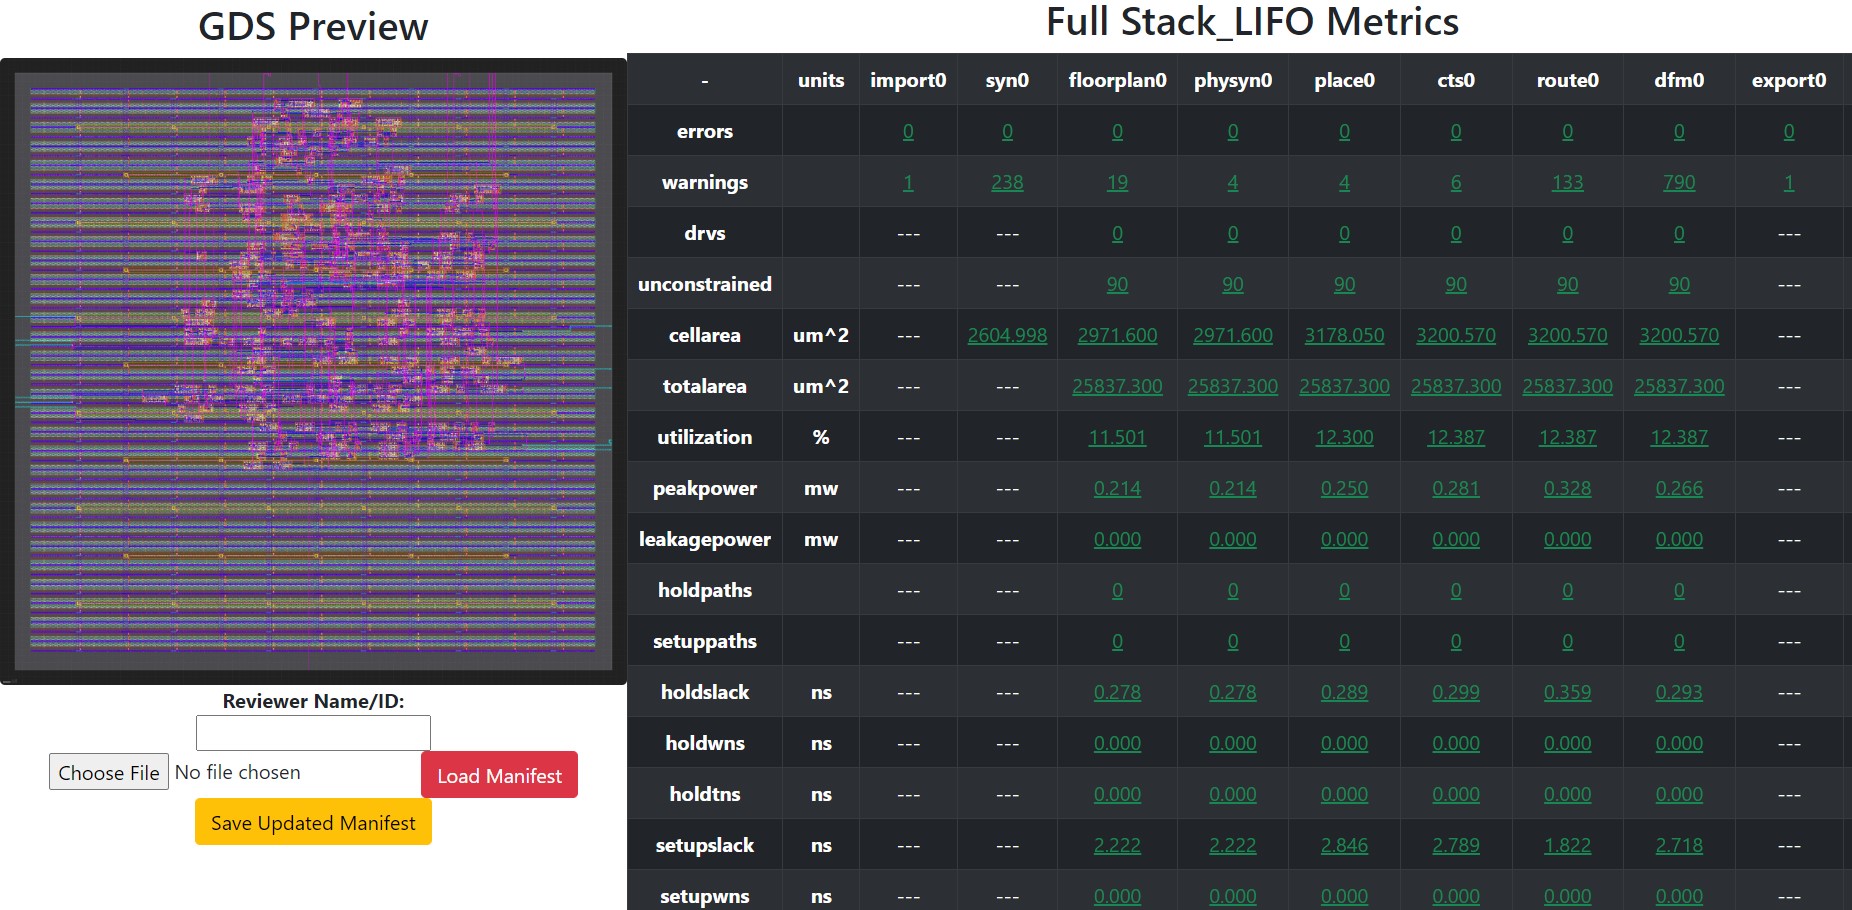 GDS Preview
Full Stack_LIFO Metrics
- units import0 syn0 floorplan0 physyn0 place0 cts0 route0 dfm0 export0
errors 0 0 0 0 0 0 0 0 0
warnings 1 238 19 4 4 6 133 790 1
drvs --- --- 0 0 0 0 0 0 ---
unconstrained --- --- 90 90 90 90 90 90 ---
cellarea um^2 --- 2604.998 2971.600 2971.600 3178.050 3200.570 3200.570 3200.570 ---
totalarea um^2 --- --- 25837.300 25837.300 25837.300 25837.300 25837.300 25837.300 ---
utilization % --- --- 11.501 11.501 12.300 12.387 12.387 12.387 ---
peakpower mw --- --- 0.214 0.214 0.250 0.281 0.328 0.266 ---
leakagepower mw --- --- 0.000 0.000 0.000 0.000 0.000 0.000 ---
holdpaths --- --- 0 0 0 0 0 0 ---
setuppaths --- --- 0 0 0 0 0 0 ---
holdslack ns --- --- 0.278 0.278 0.289 0.299 0.359 0.293 ---
holdwns ns --- --- 0.000 0.000 0.000 0.000 0.000 0.000 ---
holdtns ns --- --- 0.000 0.000 0.000 0.000 0.000 0.000 ---
setupslack ns --- --- 2.222 2.222 2.846 2.789 1.822 2.718 ---
setupwns ns --- --- 0.000 0.000 0.000 0.000 0.000 0.000 ---
Reviewer Name/ID:
Choose File No file chosen
Load Manifest
Save Updated Manifest